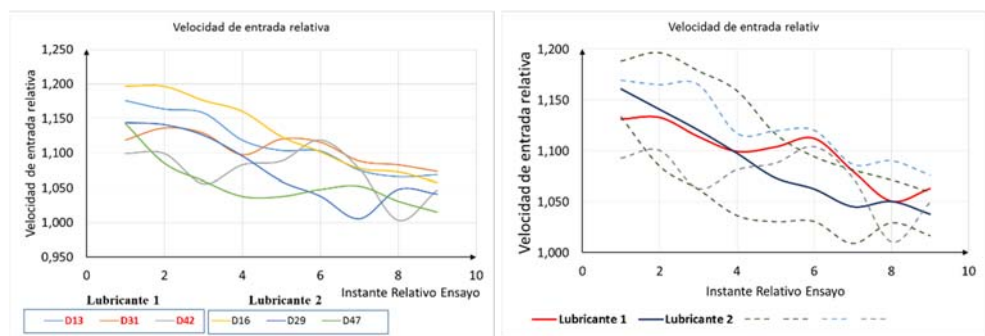 Velocidad de entrada relativa
Velocidad de entrada relativa
1,250
1,200
1,150
1,100
1,050
1,000
0,950
0 2 4 6 8 10
Instante Relativo Ensayo
Lubricante 1 Lubricante 2
D13 D31 D42 D16 D29 D47
Velocidad de entrada relativ
Velocidad de entrada relativa
1,200
1,150
1,100
1,050
1,000
0 2 4 6 8 10
Instante Relativo Ensayo
Lubricante 1 Lubricante 2